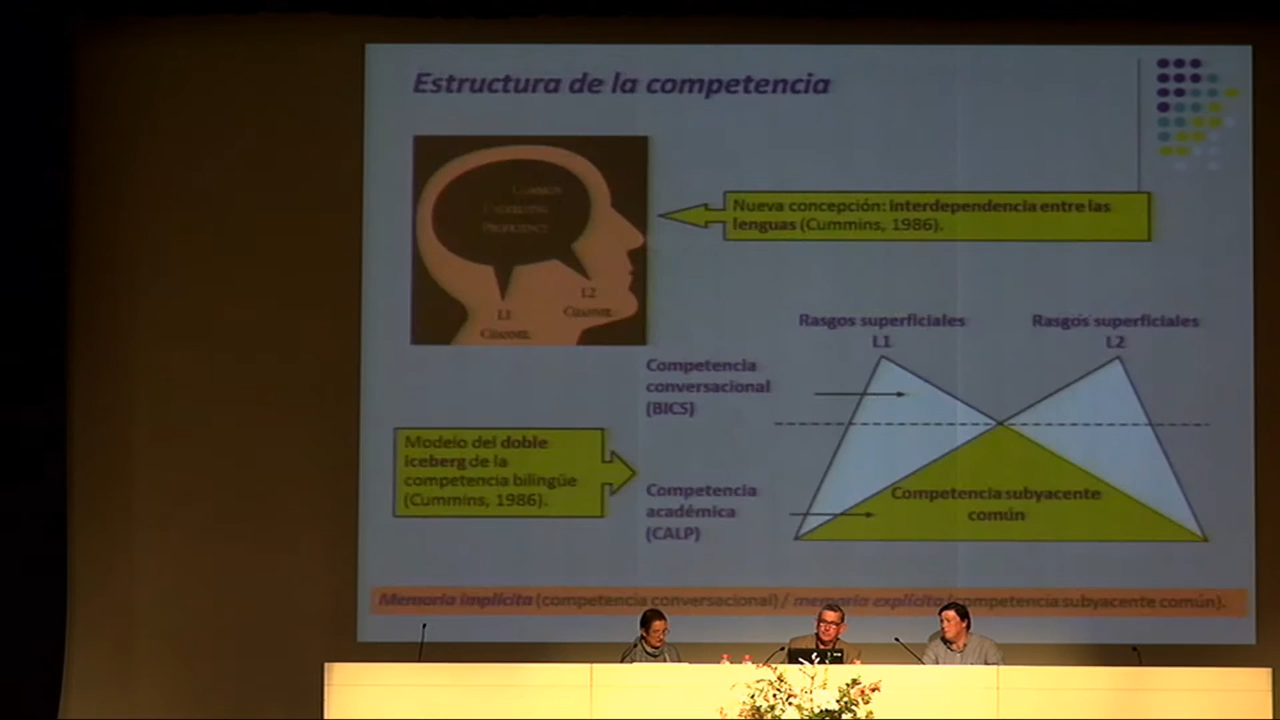 Estructura de la competencia
COMMON
UNDERLYING
PROFICIENCY
L1
L2
Nueva concepción: Interdependencia entre las
lenguas (Cummins, 1986).
Rasgos superficiales
L1
Rasgos superficiales
L2
Competencia
conversacional
(BICS)
Modelo del doble
iceberg de la
competencia bilingüe
(Cummins, 1986).
Competencia
académica
(CALP)
Competencia subyacente
común
Memoria implícita (competencia conversacional) / memoria explícita (competencia subyacente común).